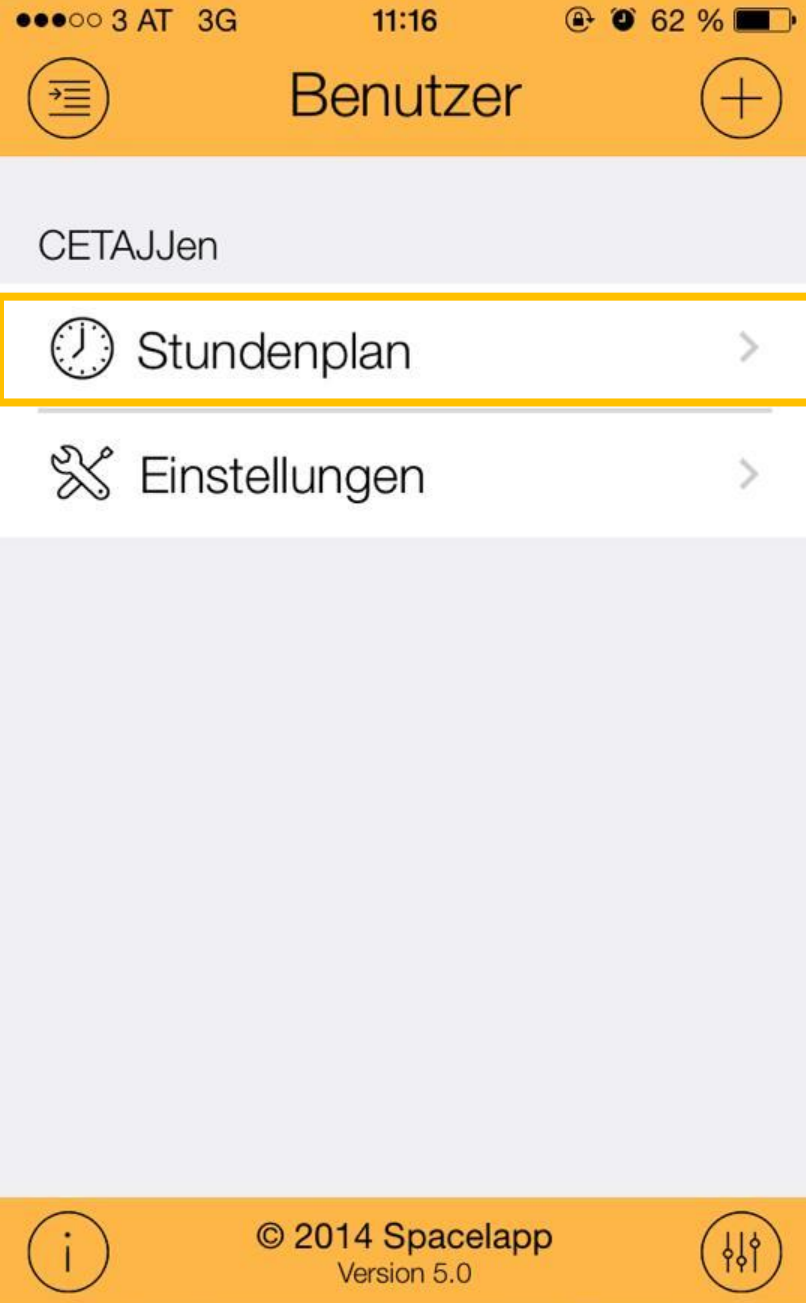 3 AT 3G 11:16 62 %
Benutzer
CETAJJen
Stundenplan
Einstellungen
i
© 2014 Spacelapp
Version 5.0